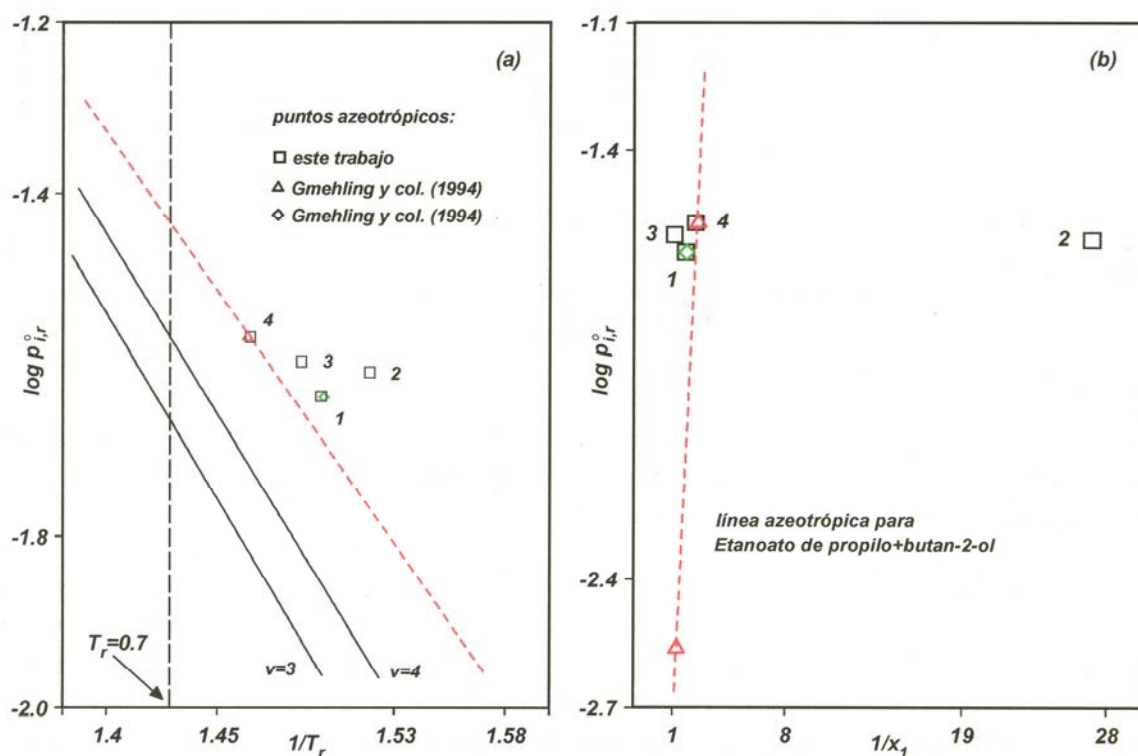 (a)
-1.2
-1.4
-1.8
-2.0
log p°i,r
puntos azeotrópicos:
este trabajo
Gmehling y col. (1994)
Gmehling y col. (1994)
4
3
2
1
Tr=0.7
v=3
v=4
1.4
1.45
1/Tr
1.53
1.58
(b)
-1.1
-1.4
-2.4
-2.7
log p°i,r
3
4
2
1
línea azeotrópica para
Etanoato de propilo+butan-2-ol
1
8
1/x1
19
28